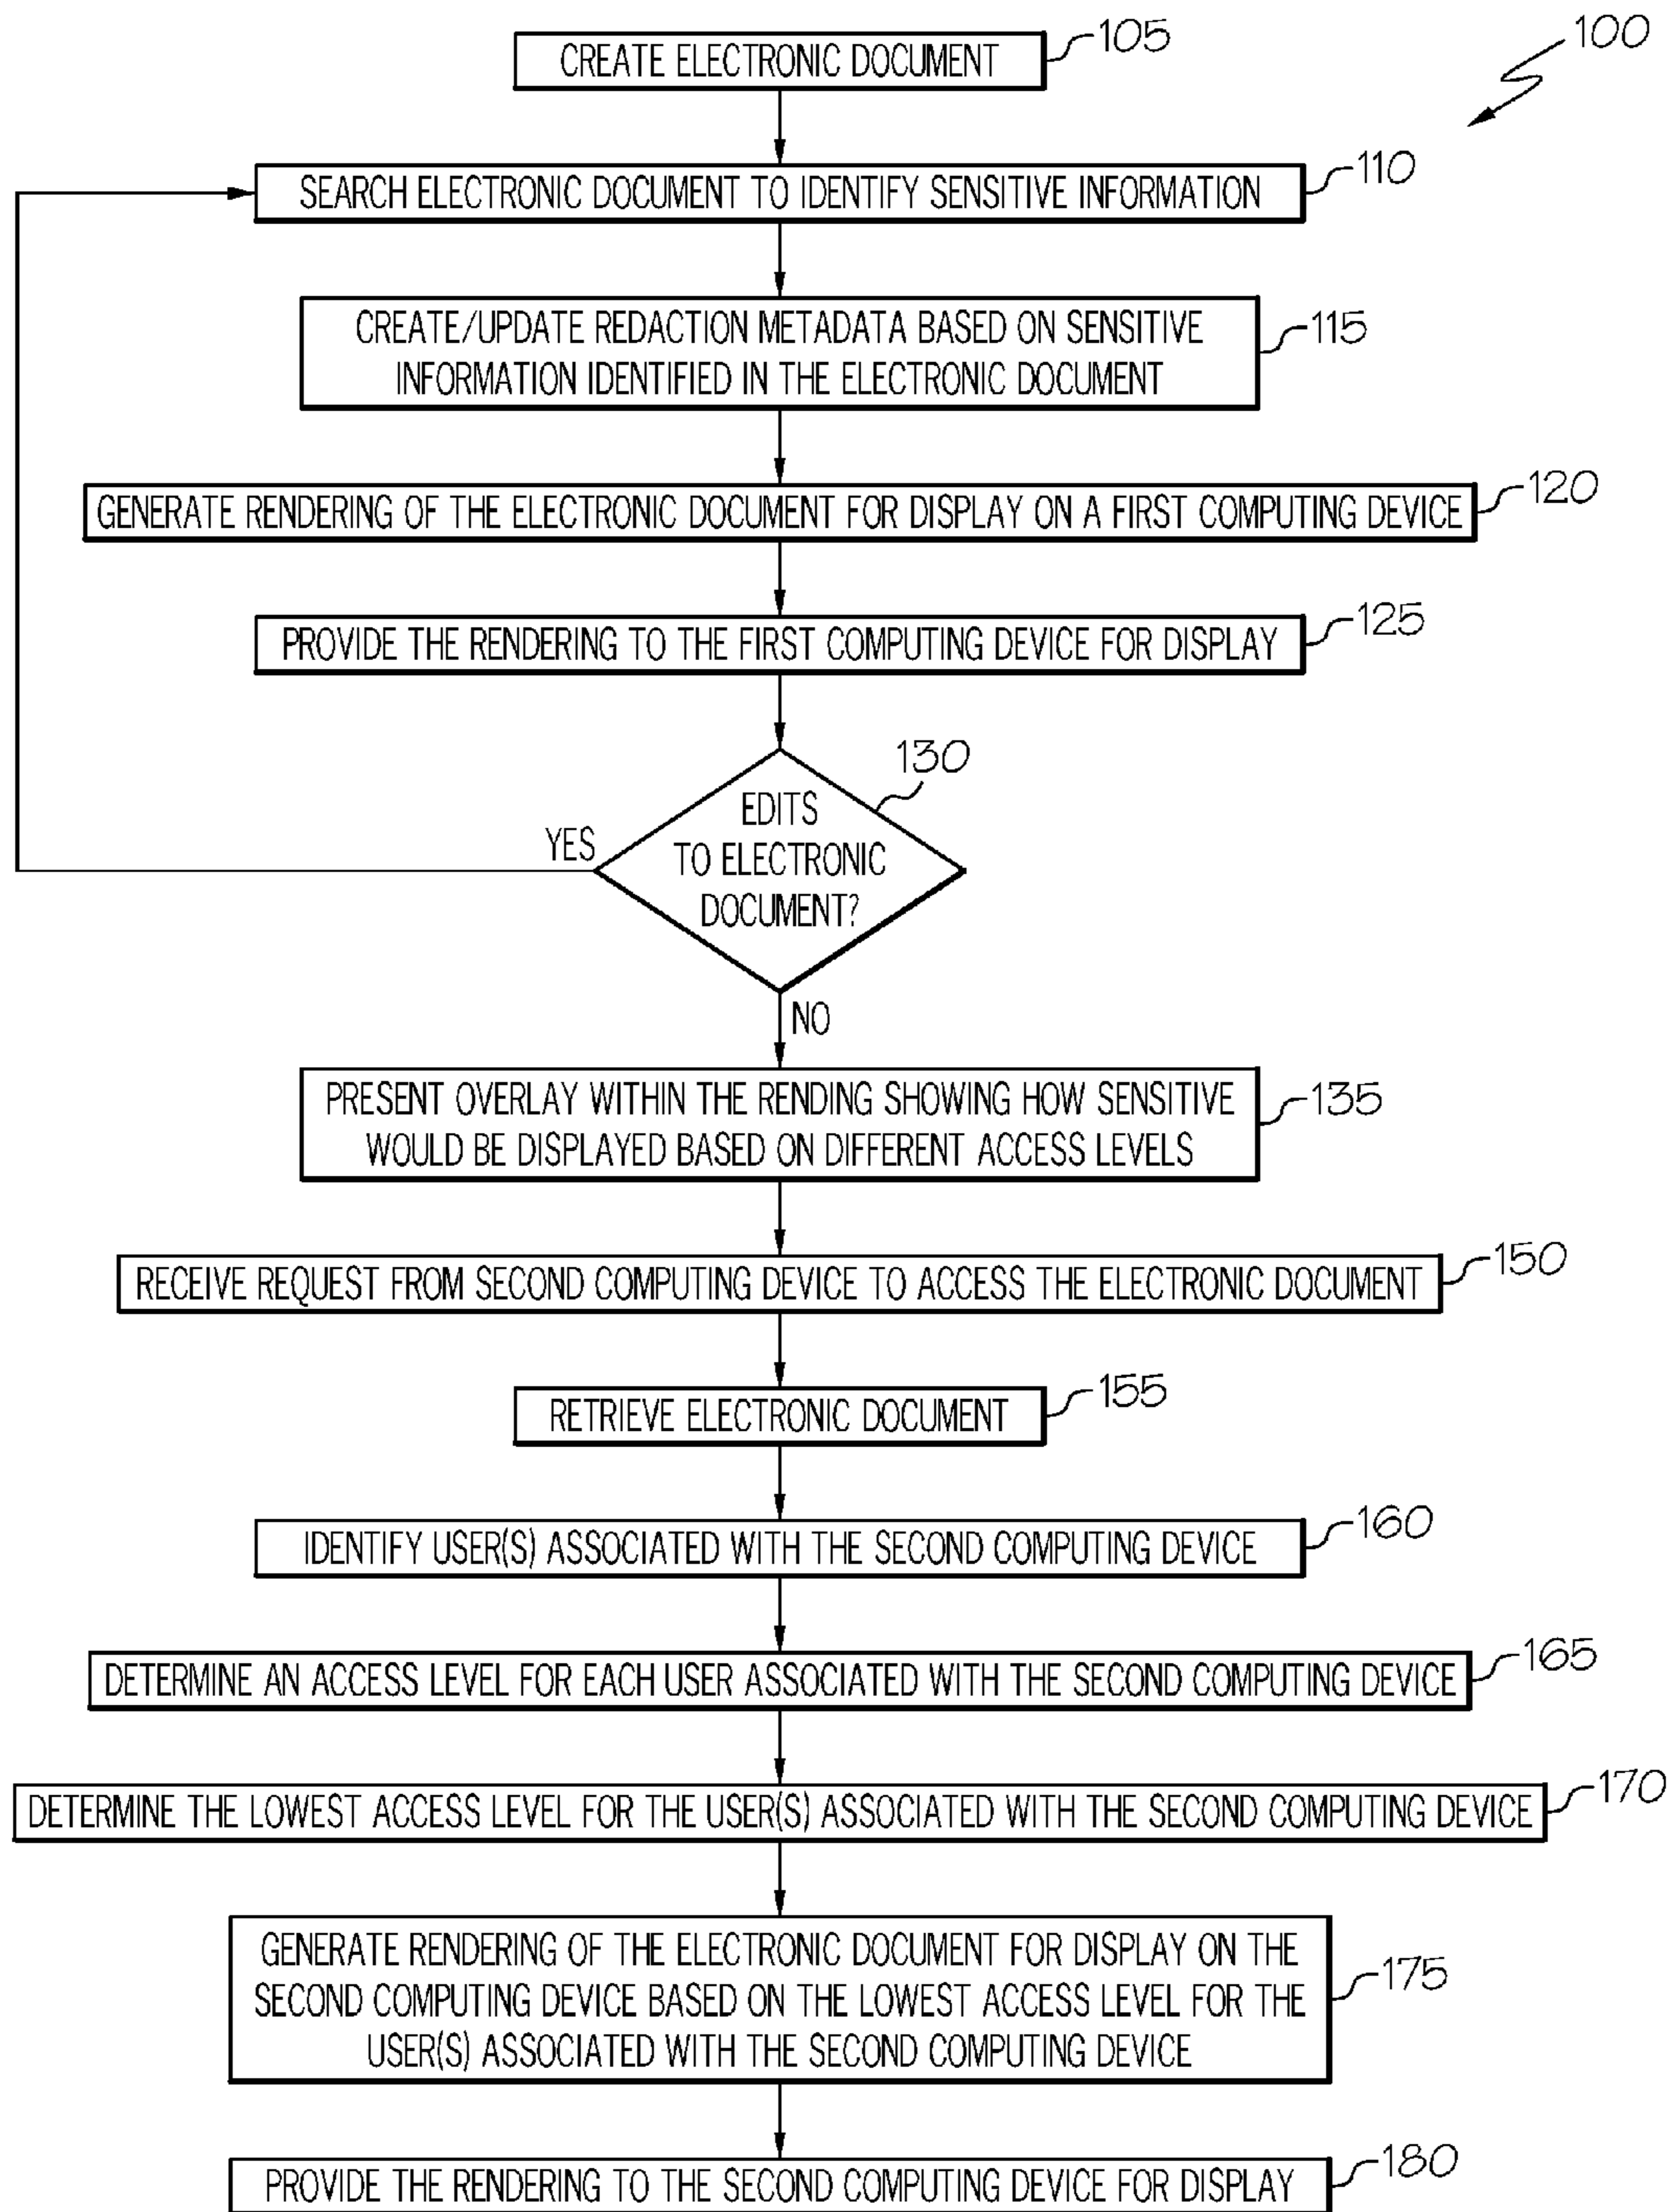 CREATE ELECTRONIC DOCUMENT
105
100
SEARCH ELECTRONIC DOCUMENT TO IDENTIFY SENSITIVE INFORMATION
110
CREATE/UPDATE REDACTION METADATA BASED ON SENSITIVE
INFORMATION IDENTIFIED IN THE ELECTRONIC DOCUMENT
115
GENERATE RENDERING OF THE ELECTRONIC DOCUMENT FOR DISPLAY ON A FIRST COMPUTING DEVICE
120
PROVIDE THE RENDERING TO THE FIRST COMPUTING DEVICE FOR DISPLAY
125
130
EDITS
TO ELECTRONIC
DOCUMENT?
YES
NO
PRESENT OVERLAY WITHIN THE RENDING SHOWING HOW SENSITIVE
WOULD BE DISPLAYED BASED ON DIFFERENT ACCESS LEVELS
135
RECEIVE REQUEST FROM SECOND COMPUTING DEVICE TO ACCESS THE ELECTRONIC DOCUMENT
150
RETRIEVE ELECTRONIC DOCUMENT
155
IDENTIFY USER(S) ASSOCIATED WITH THE SECOND COMPUTING DEVICE
160
DETERMINE AN ACCESS LEVEL FOR EACH USER ASSOCIATED WITH THE SECOND COMPUTING DEVICE
165
DETERMINE THE LOWEST ACCESS LEVEL FOR THE USER(S) ASSOCIATED WITH THE SECOND COMPUTING DEVICE
170
GENERATE RENDERING OF THE ELECTRONIC DOCUMENT FOR DISPLAY ON THE
SECOND COMPUTING DEVICE BASED ON THE LOWEST ACCESS LEVEL FOR THE
USER(S) ASSOCIATED WITH THE SECOND COMPUTING DEVICE
175
PROVIDE THE RENDERING TO THE SECOND COMPUTING DEVICE FOR DISPLAY
180